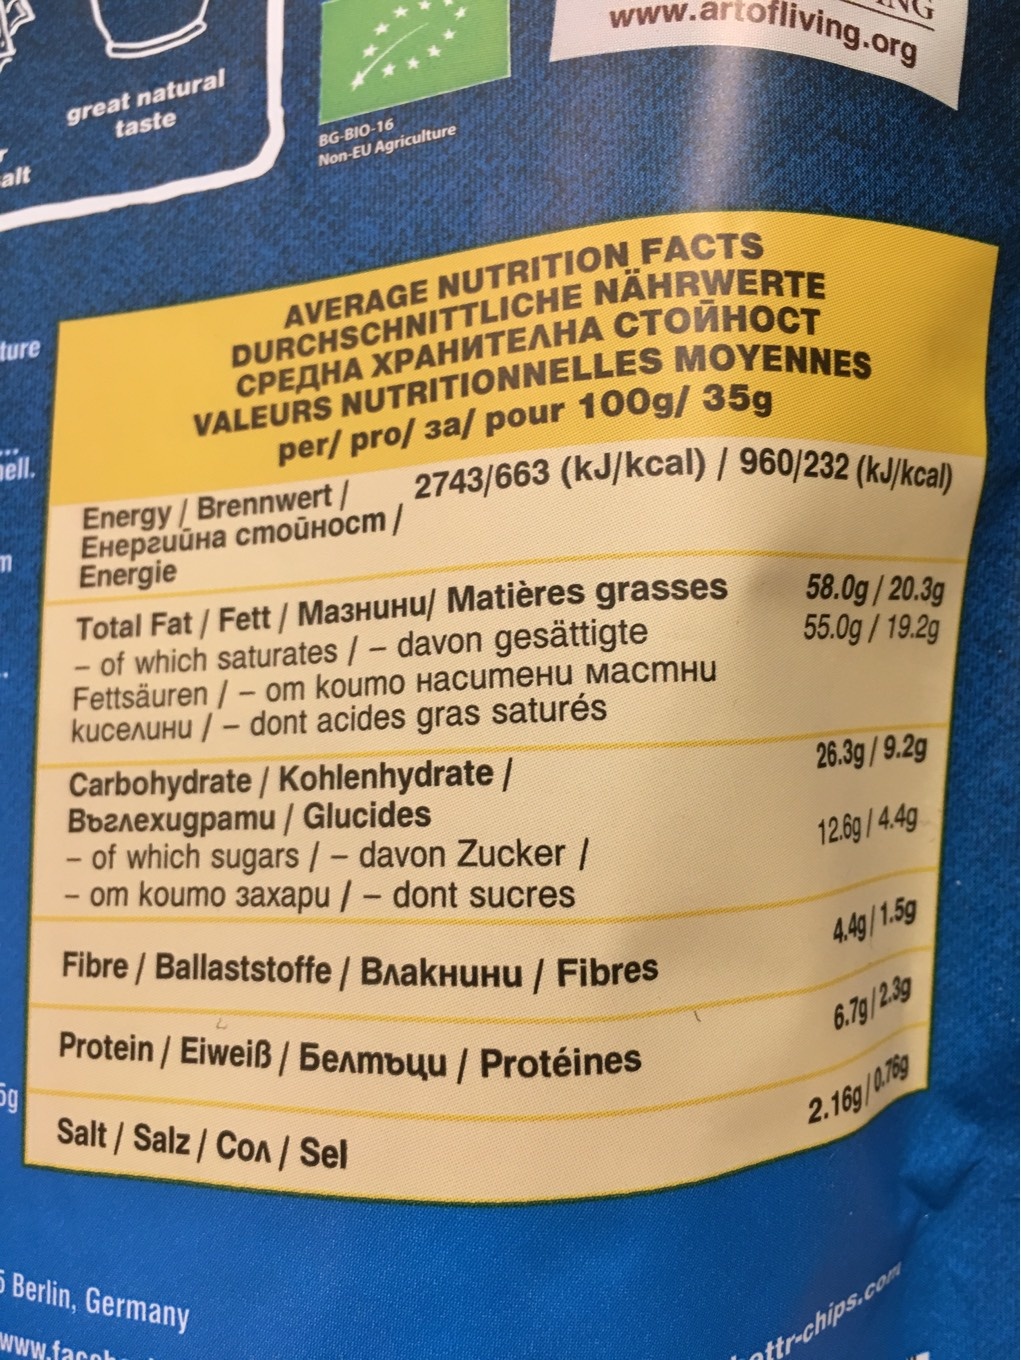 www.artofliving.org
great natural
taste
alt
BG-BIO-16
Non-EU Agriculture
AVERAGE NUTRITION FACTS
DURCHSCHNITTLICHE NÄHRWERTE
СРЕДНА ХРАНИТЕЛНА СТОЙНОСТ
VALEURS NUTRITIONNELLES MOYENNES
per/ pro/ за/ pour 100g/ 35g
Energy / Brennwert / 2743/663 (kJ/kcal) / 960/232 (kJ/kcal)
Енергийна стойност /
Energie
Total Fat / Fett / Мазнини/ Matières grasses 58.0g / 20.3g
– of which saturates / – davon gesättigte 55.0g / 19.2g
Fettsäuren / – от които наситени мастни
киселини / – dont acides gras saturés
Carbohydrate / Kohlenhydrate / 26.3g / 9.2g
Въглехидрати / Glucides
– of which sugars / – davon Zucker / 12.6g / 4.4g
– от които захари / – dont sucres
Fibre / Ballaststoffe / Влакнини / Fibres 4.4g / 1.5g
Protein / Eiweiß / Белтъци / Protéines 6.7g / 2.3g
Salt / Salz / Сол / Sel 2.16g / 0.76g
Berlin, Germany